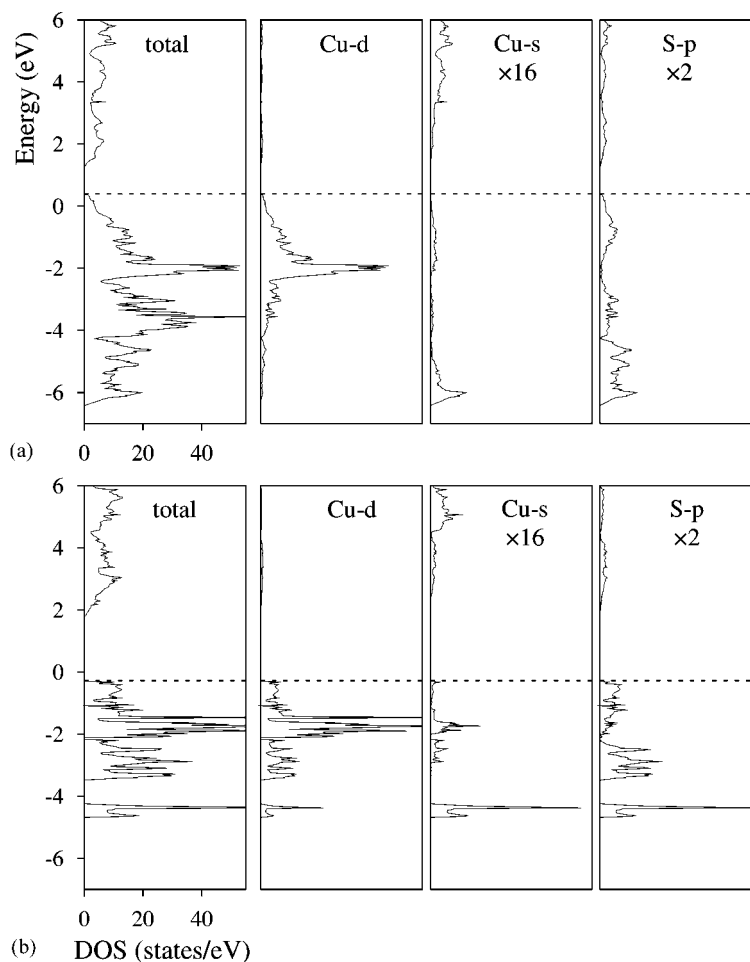 total Cu-d Cu-s S-p
×16 ×2
Energy (eV)
6
4
2
0
-2
-4
-6
(a) 0 20 40
total Cu-d Cu-s S-p
×16 ×2
6
4
2
0
-2
-4
-6
0 20 40
(b) DOS (states/eV)